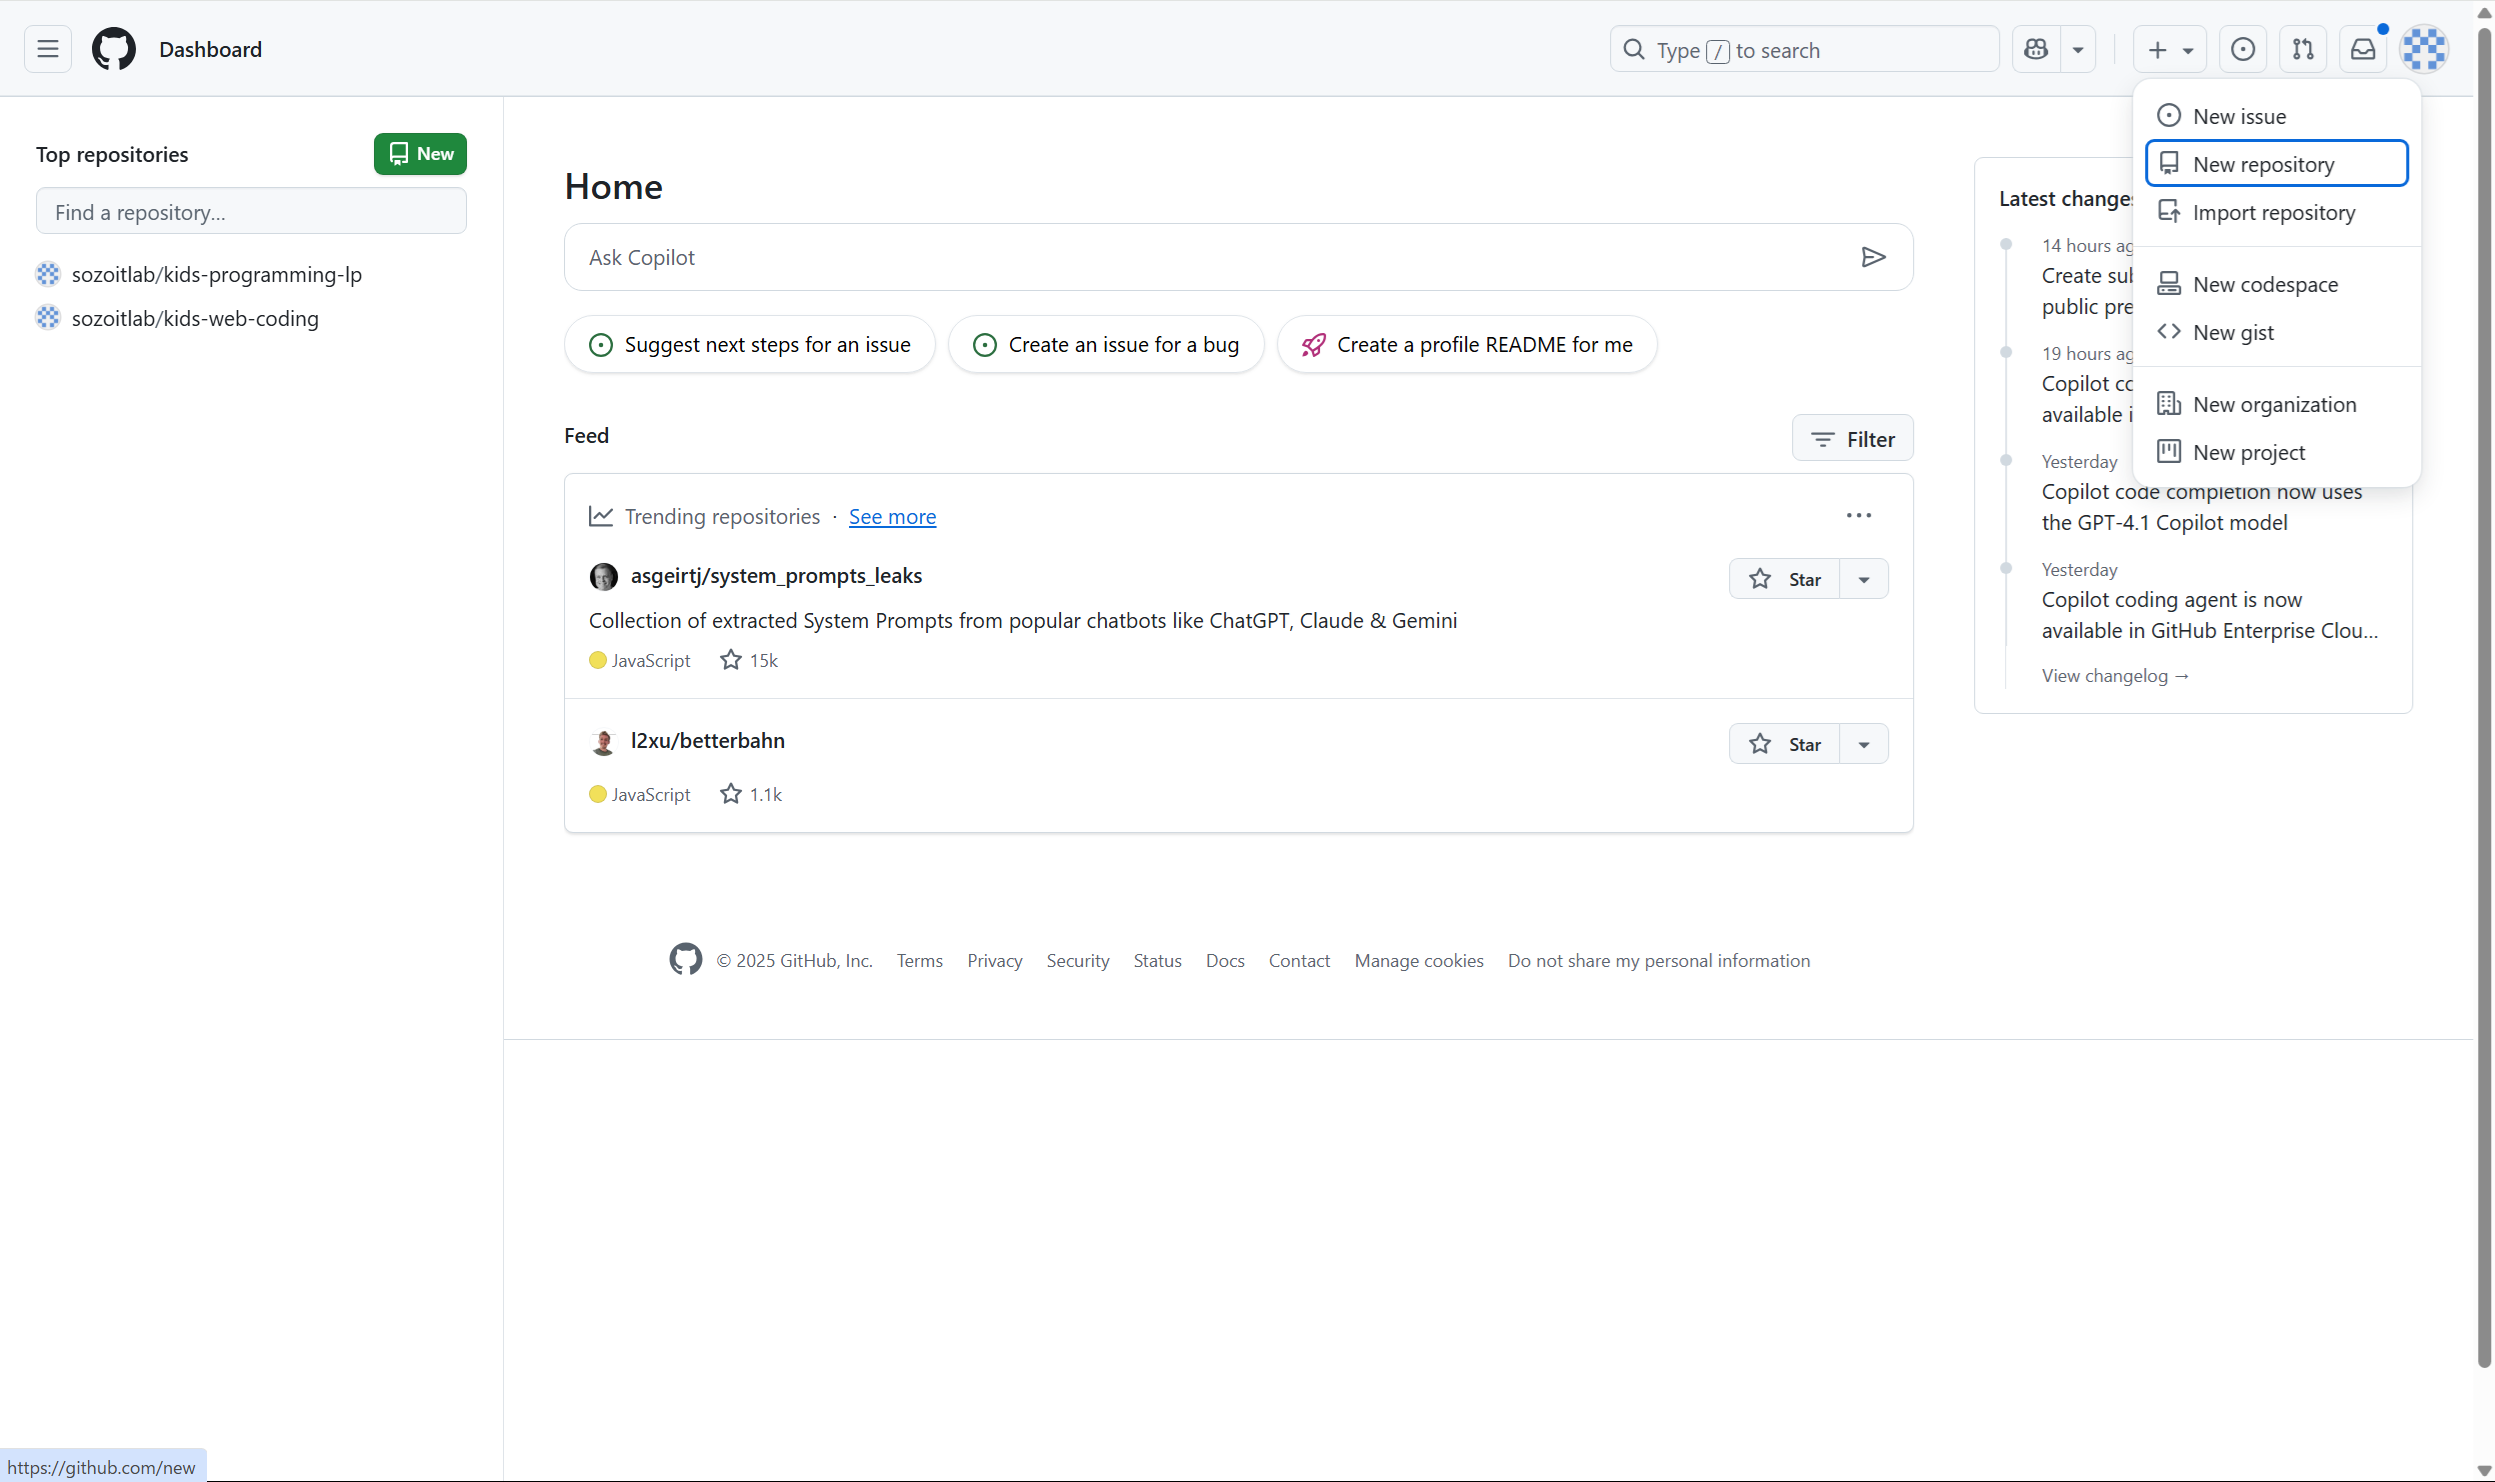 Dashboard
Type / to search
Top repositories
New
Find a repository...
sozoitlab/kids-programming-lp
sozoitlab/kids-web-coding
Home
Ask Copilot
Suggest next steps for an issue
Create an issue for a bug
Create a profile README for me
Feed
Filter
Trending repositories · See more
asgeirtj/system_prompts_leaks
Star
Collection of extracted System Prompts from popular chatbots like ChatGPT, Claude & Gemini
JavaScript
15k
l2xu/betterbahn
Star
JavaScript
1.1k
New issue
New repository
Import repository
New codespace
New gist
New organization
New project
Latest changes
14 hours ag
Create sub
public pre
19 hours ag
Copilot co
available i
Yesterday
Copilot code completion now uses
the GPT-4.1 Copilot model
Yesterday
Copilot coding agent is now
available in GitHub Enterprise Clou...
View changelog →
© 2025 GitHub, Inc.
Terms
Privacy
Security
Status
Docs
Contact
Manage cookies
Do not share my personal information
https://github.com/new